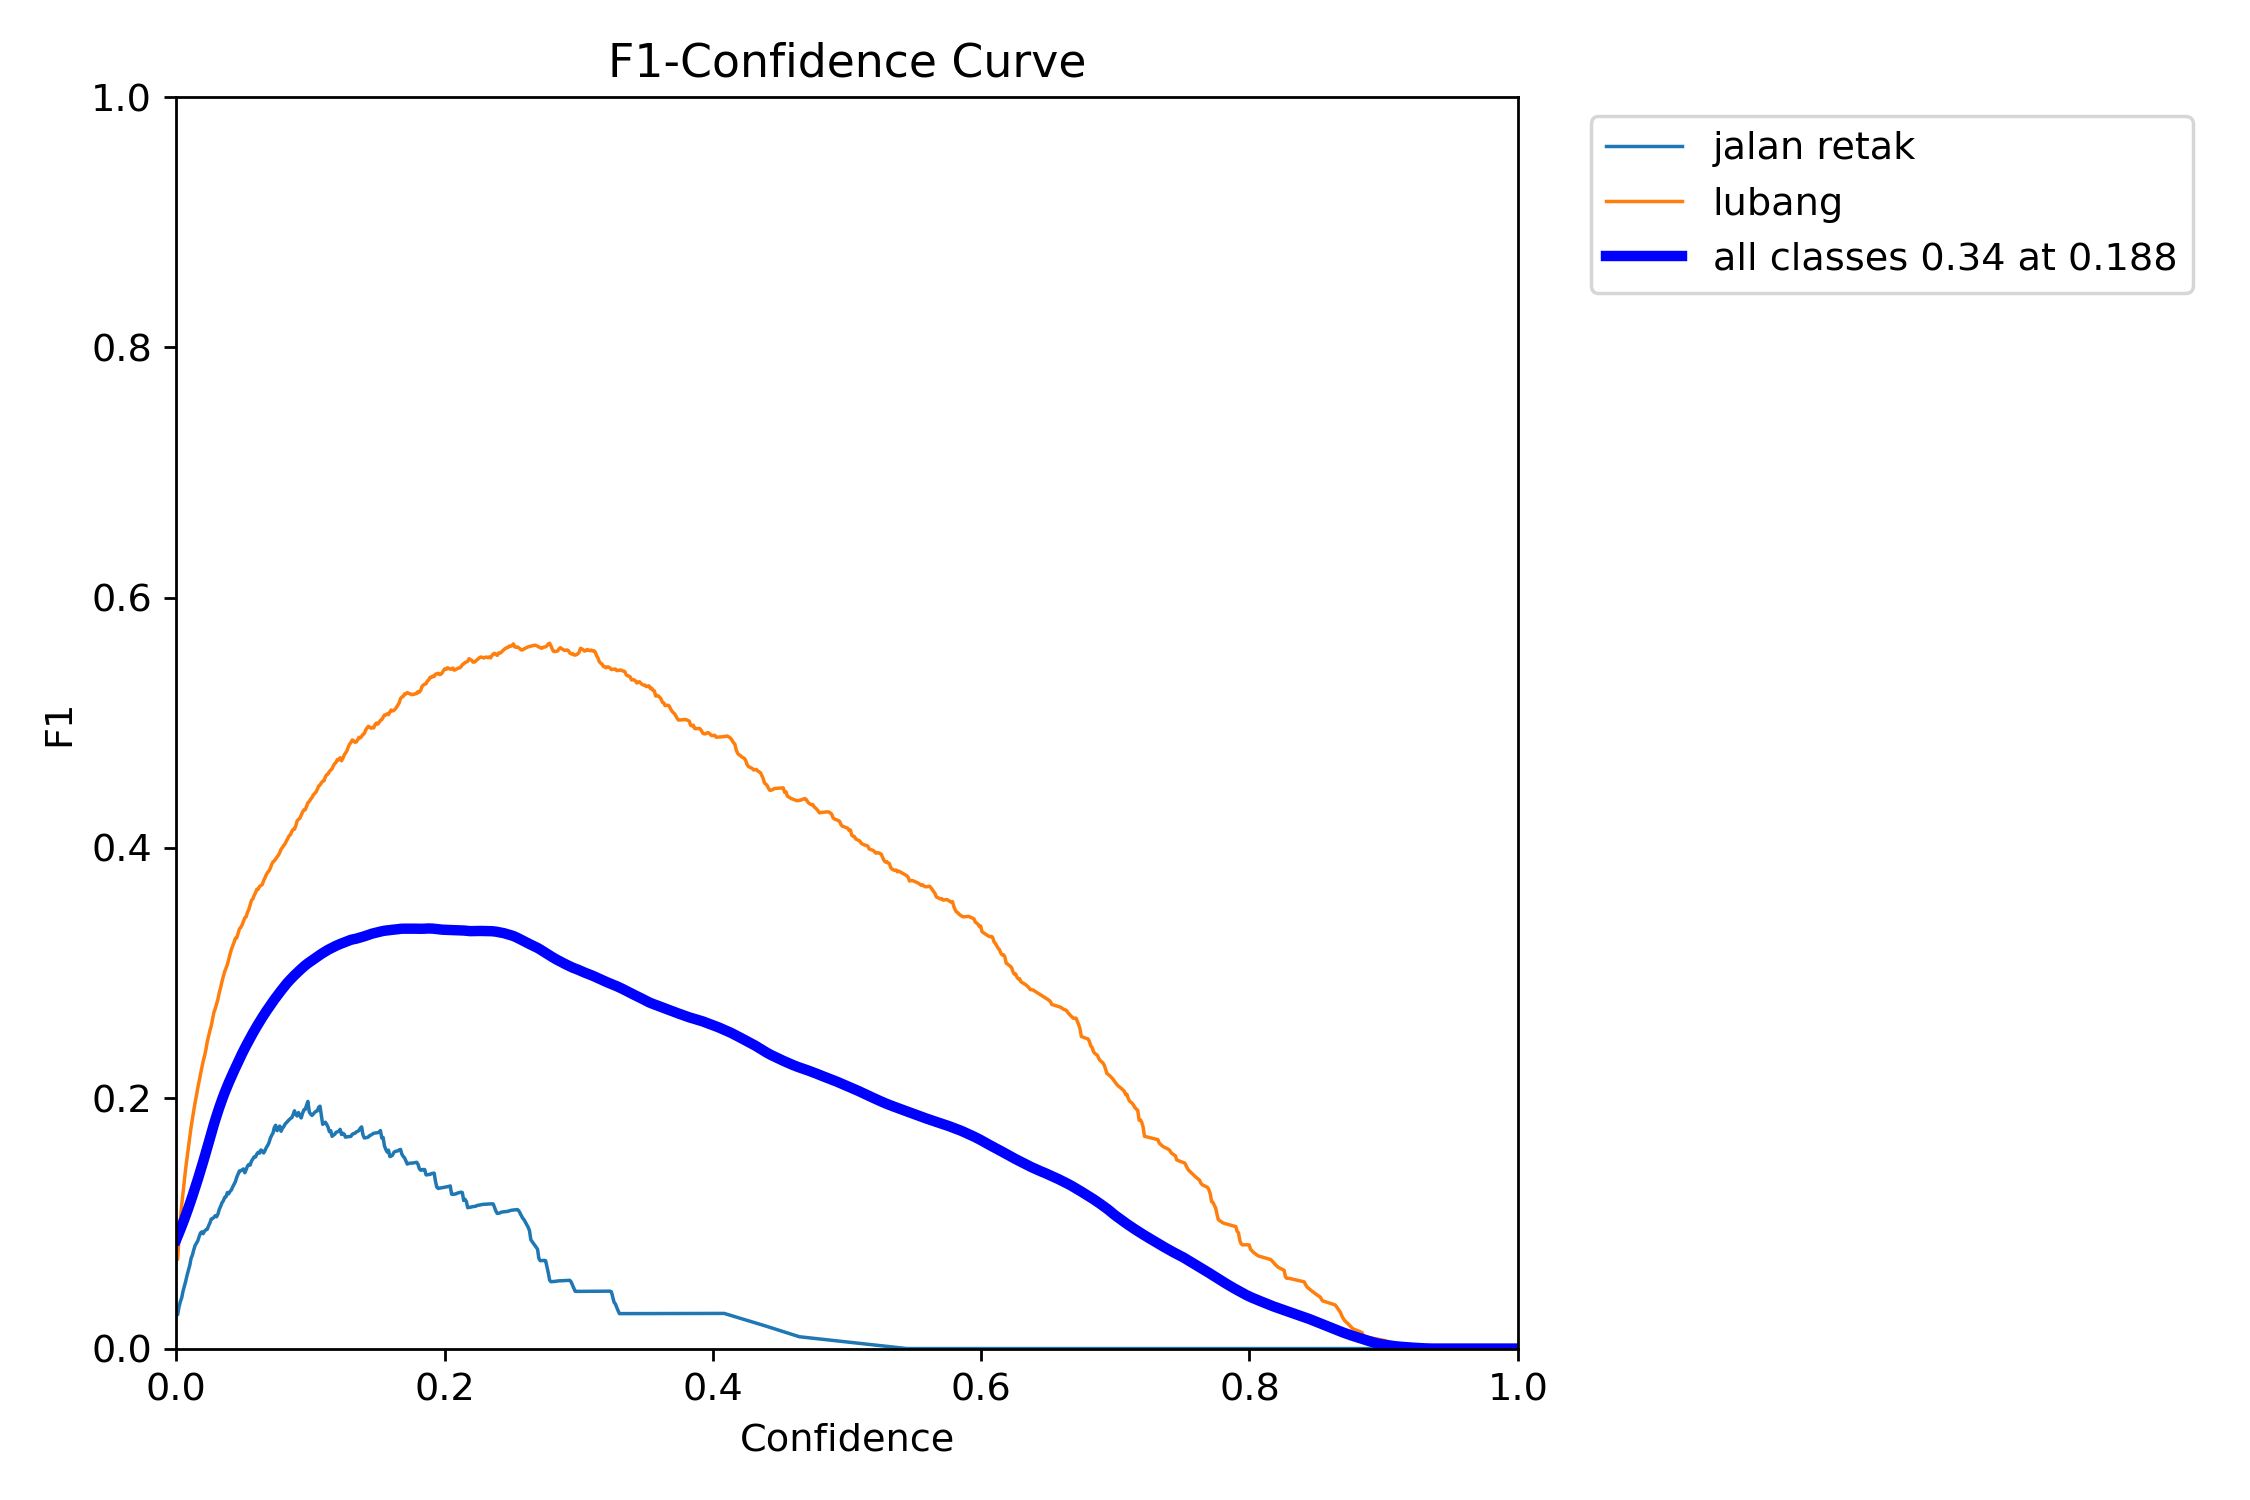 F1-Confidence Curve
1.0
0.8
0.6
0.4
0.2
0.0
F1
0.0 0.2 0.4 0.6 0.8 1.0
Confidence
jalan retak
lubang
all classes 0.34 at 0.188